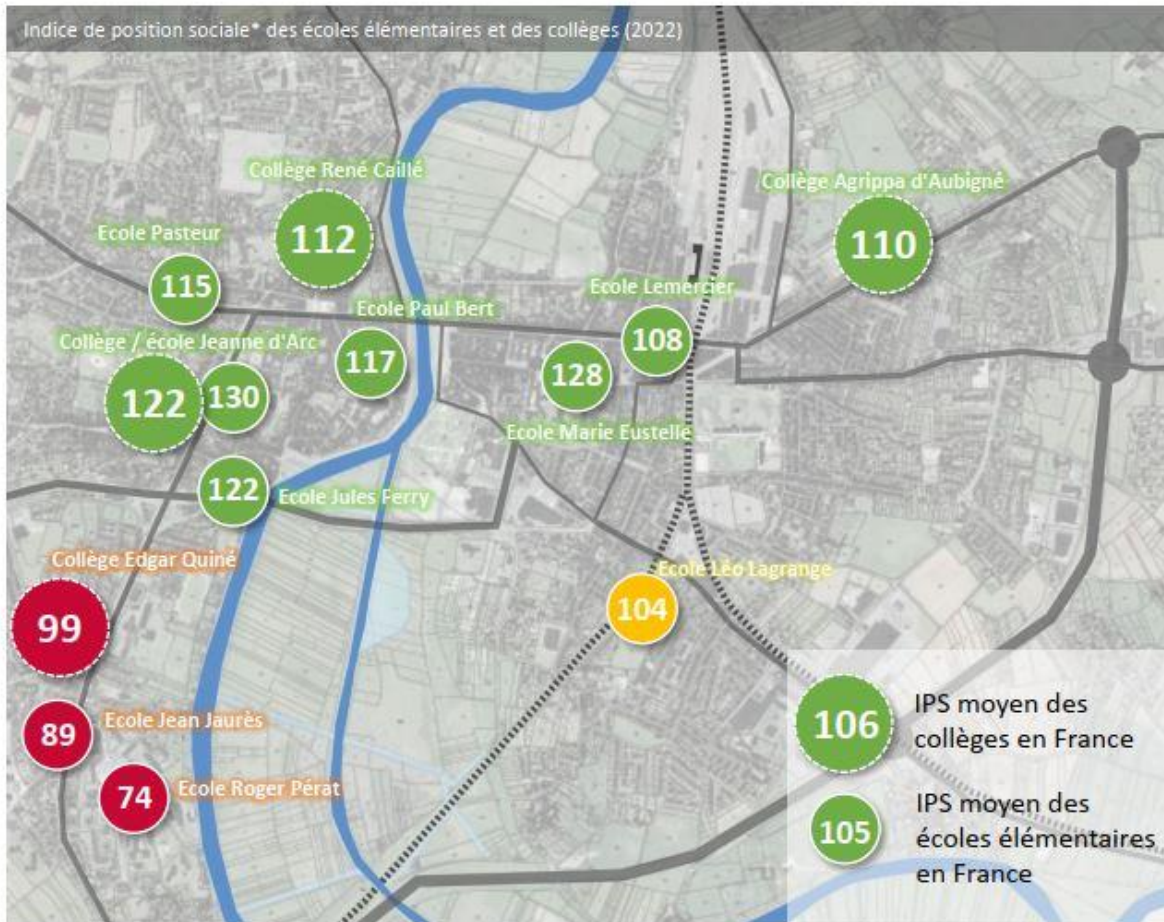 Indice de position sociale* des écoles élémentaires et des collèges (2022)
Collège René Caillé
112
Collège Agrippa d'Aubigné
110
Ecole Pasteur
115
Ecole Lemercier
108
Ecole Paul Bert
117
Collège / école Jeanne d'Arc
122
130
128
Ecole Marie Eustelle
122
Ecole Jules Ferry
Collège Edgar Quiné
99
Ecole Léo Lagrange
104
Ecole Jean Jaurès
89
Ecole Roger Pérat
74
106
IPS moyen des
collèges en France
105
IPS moyen des
écoles élémentaires
en France